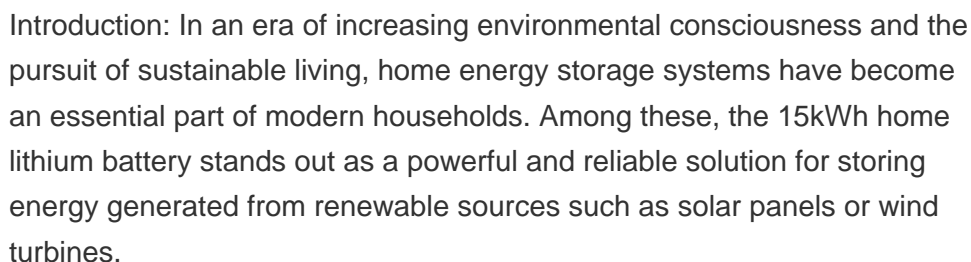 Introduction: In an era of increasing environmental consciousness and the
pursuit of sustainable living, home energy storage systems have become
an essential part of modern households. Among these, the 15kWh home
lithium battery stands out as a powerful and reliable solution for storing
energy generated from renewable sources such as solar panels or wind
turbines.